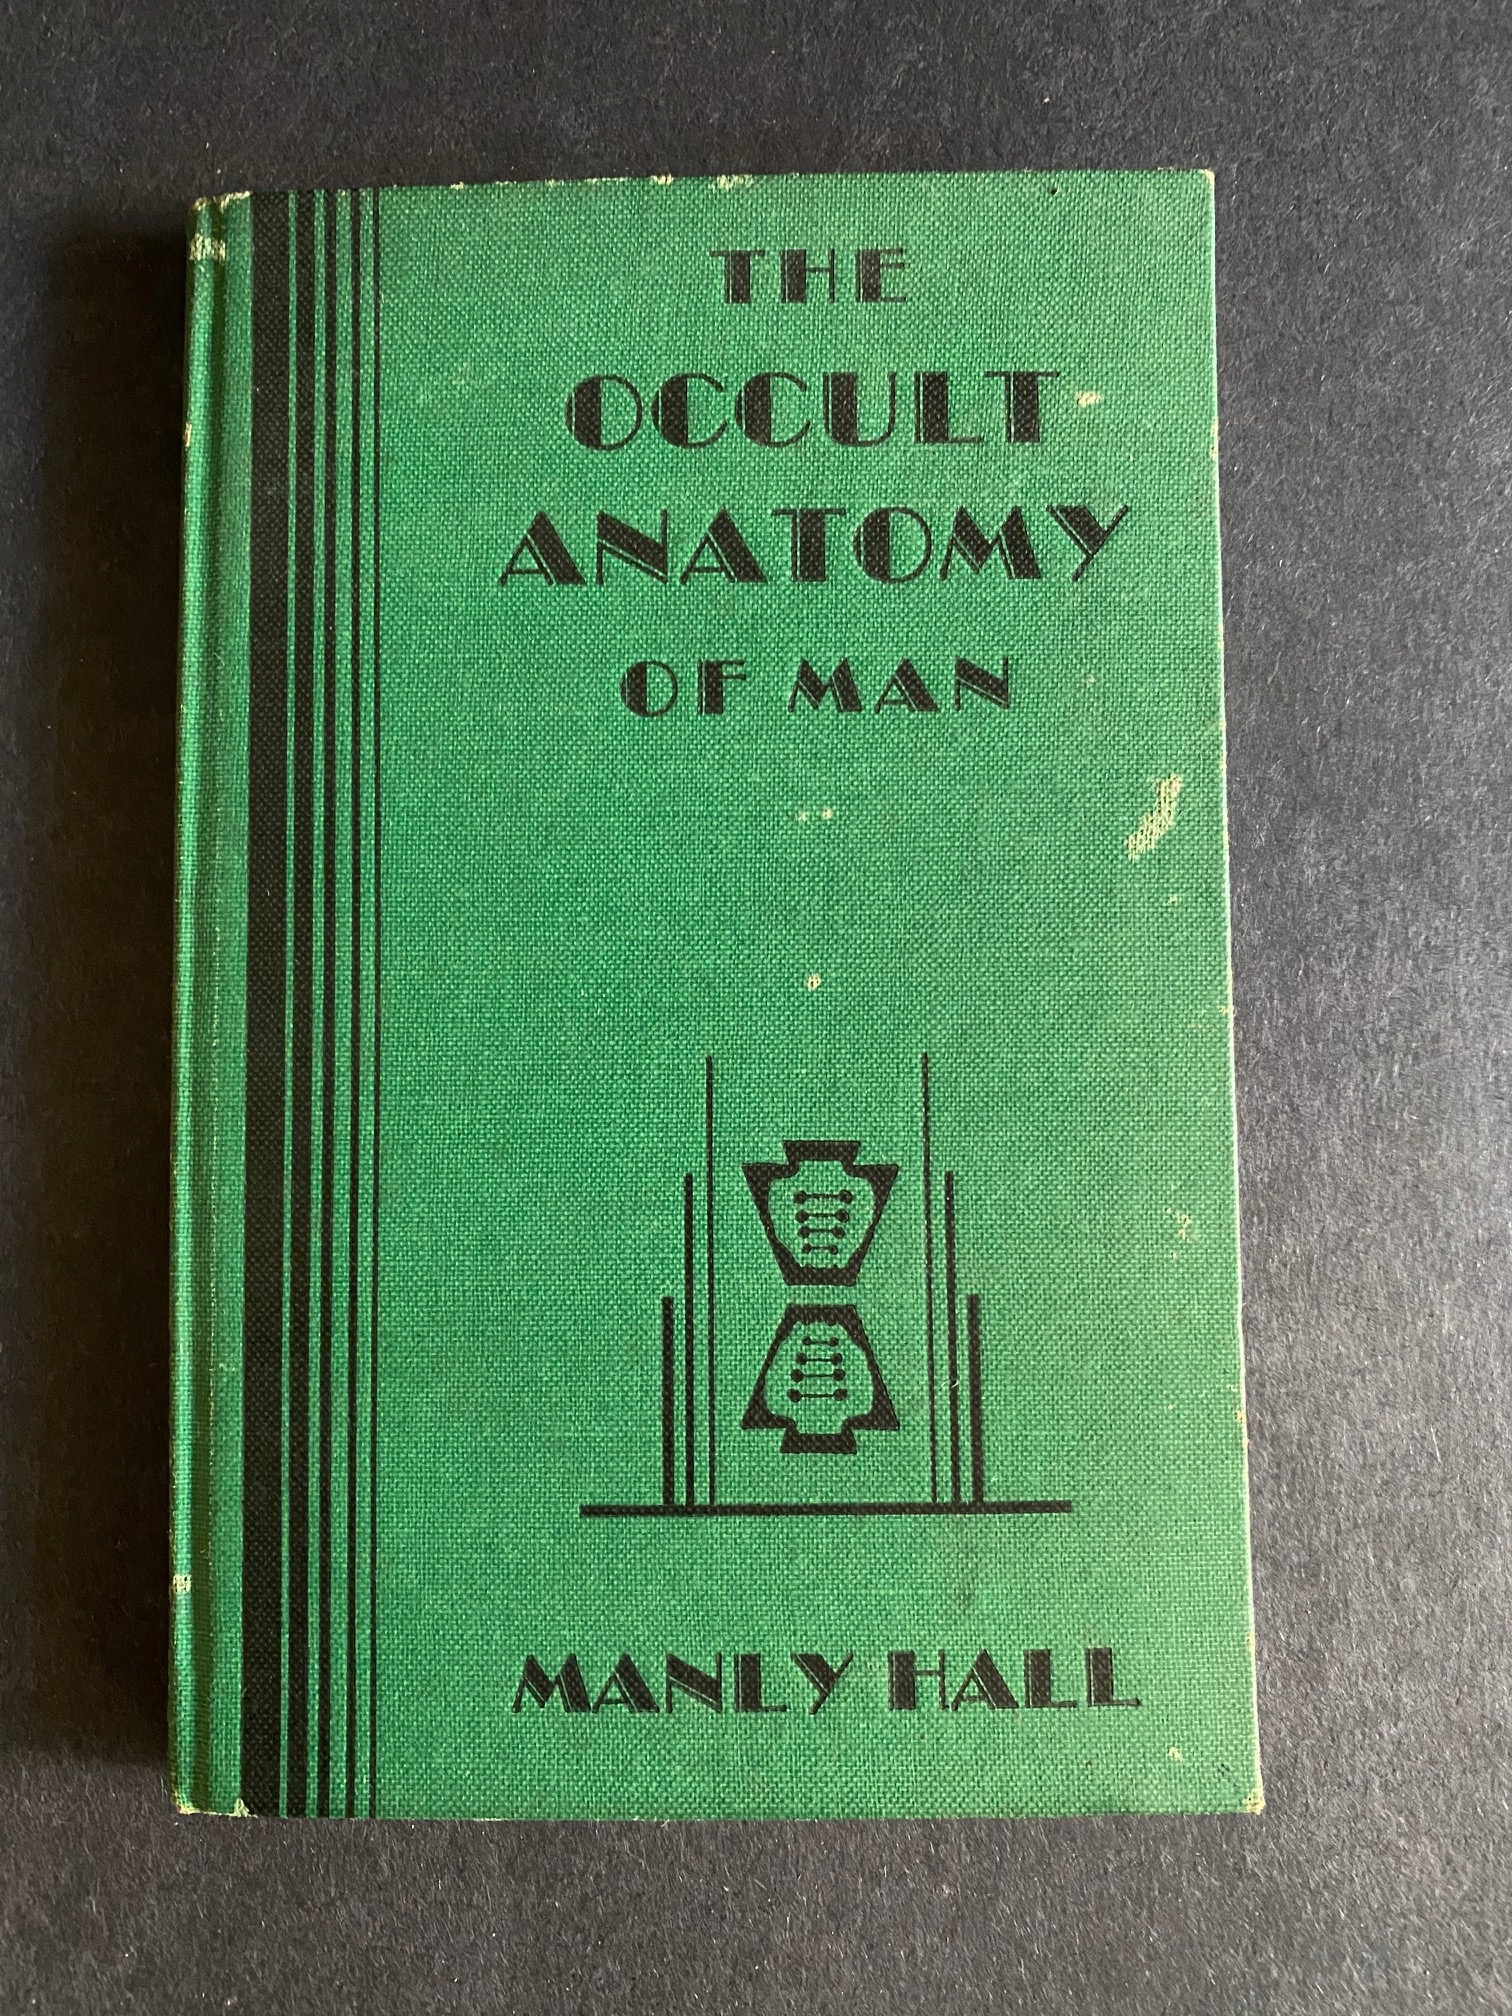 THE
OCCULT
ANATOMY
OF MAN
MANLY HALL